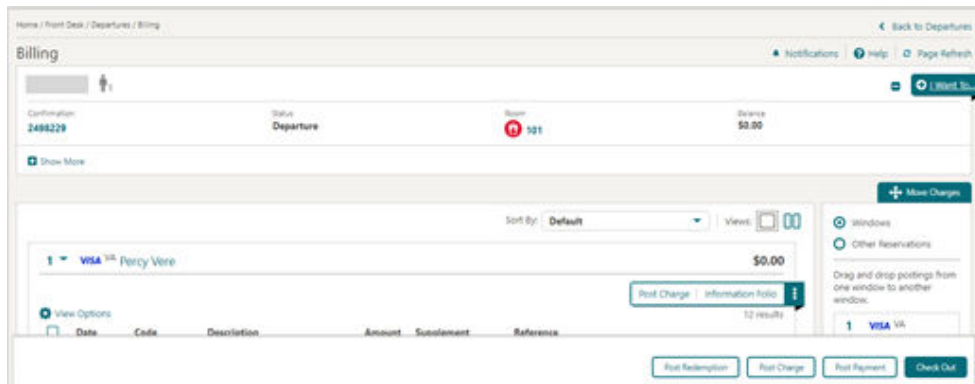 Home / Front Desk / Departures / Billing
Back to Departures
Billing
Notifications Help Page Refresh
I Want To...
Confirmation Status Room Balance
2498229 Departure 101 $0.00
Show More
Move Charges
Sort By: Default Views:
Windows
Other Reservations
1 VISA VA Percy Vere $0.00
Drag and drop postings from
one window to another
window.
Post Charge | Information Folio
View Options 12 results
Date Code Description Amount Supplement Reference
1 VISA VA
Post Redemption Post Charge Post Payment Check Out